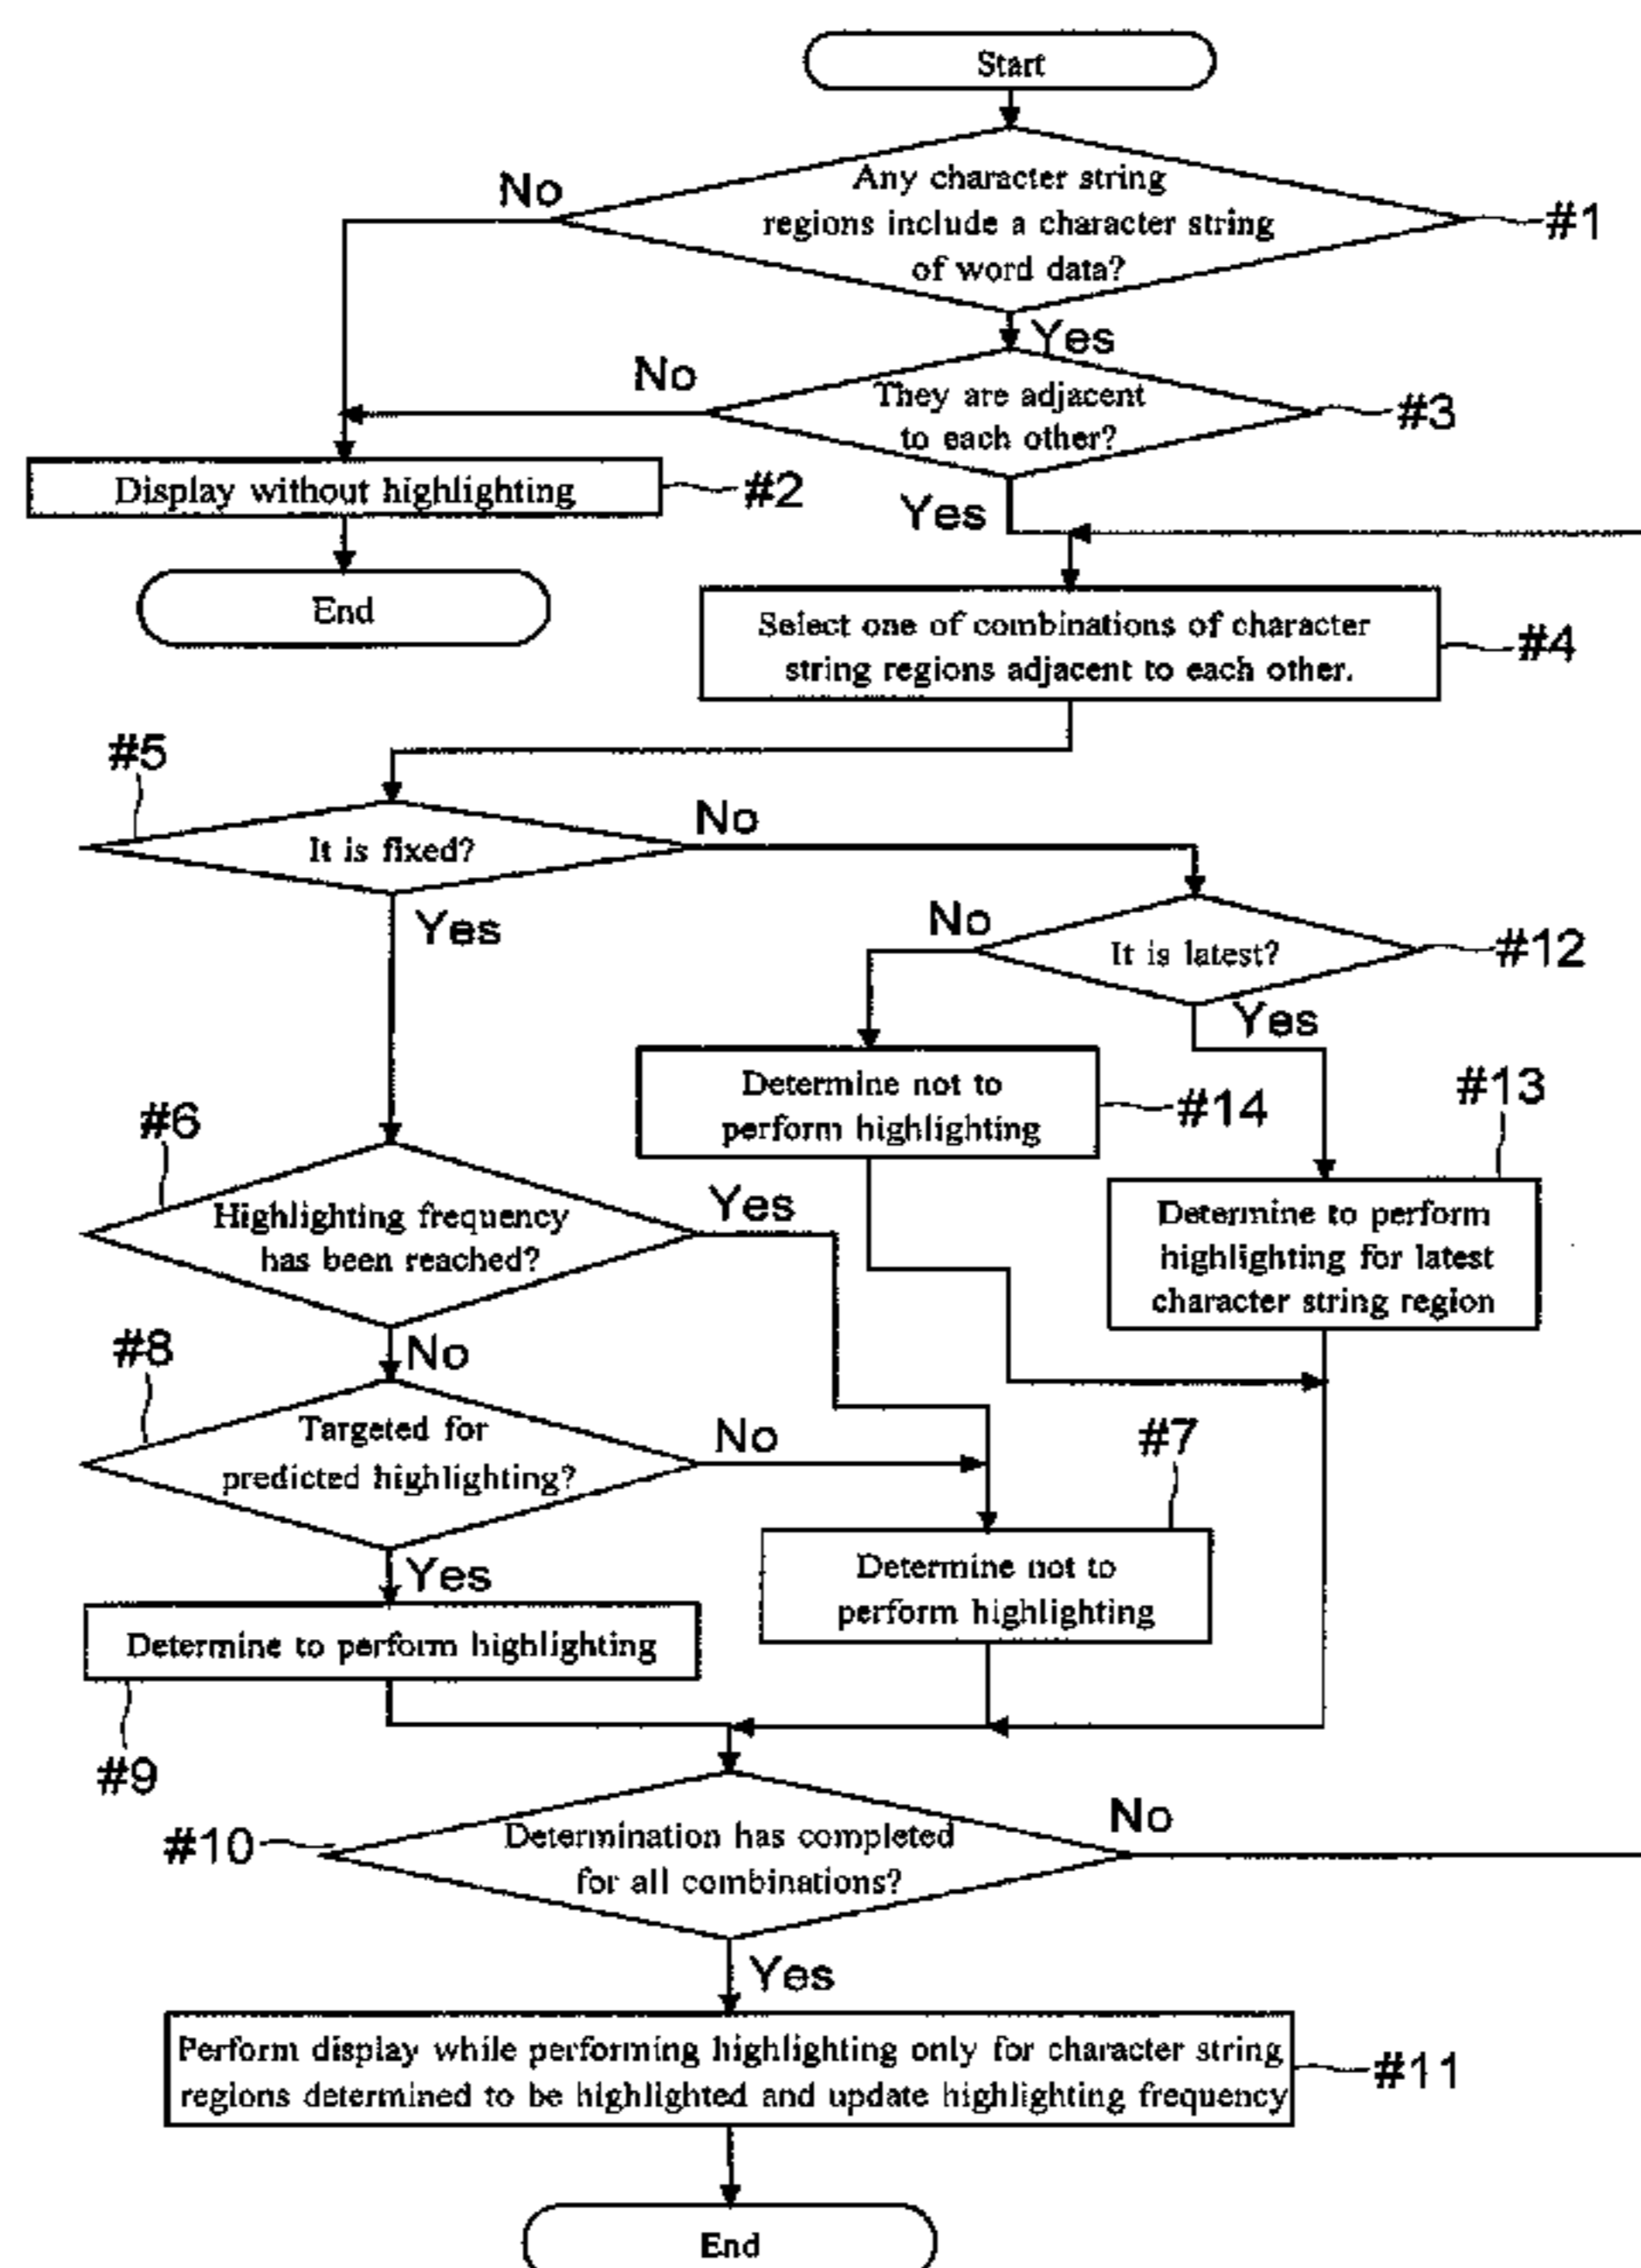 Start
Any character string
regions include a character string
of word data?
#1
No
Yes
They are adjacent
to each other?
#3
No
Yes
Display without highlighting
#2
End
Select one of combinations of character
string regions adjacent to each other.
#4
#5
It is fixed?
No
Yes
It is latest?
#12
No
Yes
Determine not to
perform highlighting
#14
#13
Determine to perform
highlighting for latest
character string region
#6
Highlighting frequency
has been reached?
Yes
No
#8
Targeted for
predicted highlighting?
No
Yes
#7
Determine not to
perform highlighting
Determine to perform highlighting
#9
#10
Determination has completed
for all combinations?
No
Yes
Perform display while performing highlighting only for character string
regions determined to be highlighted and update highlighting frequency
#11
End